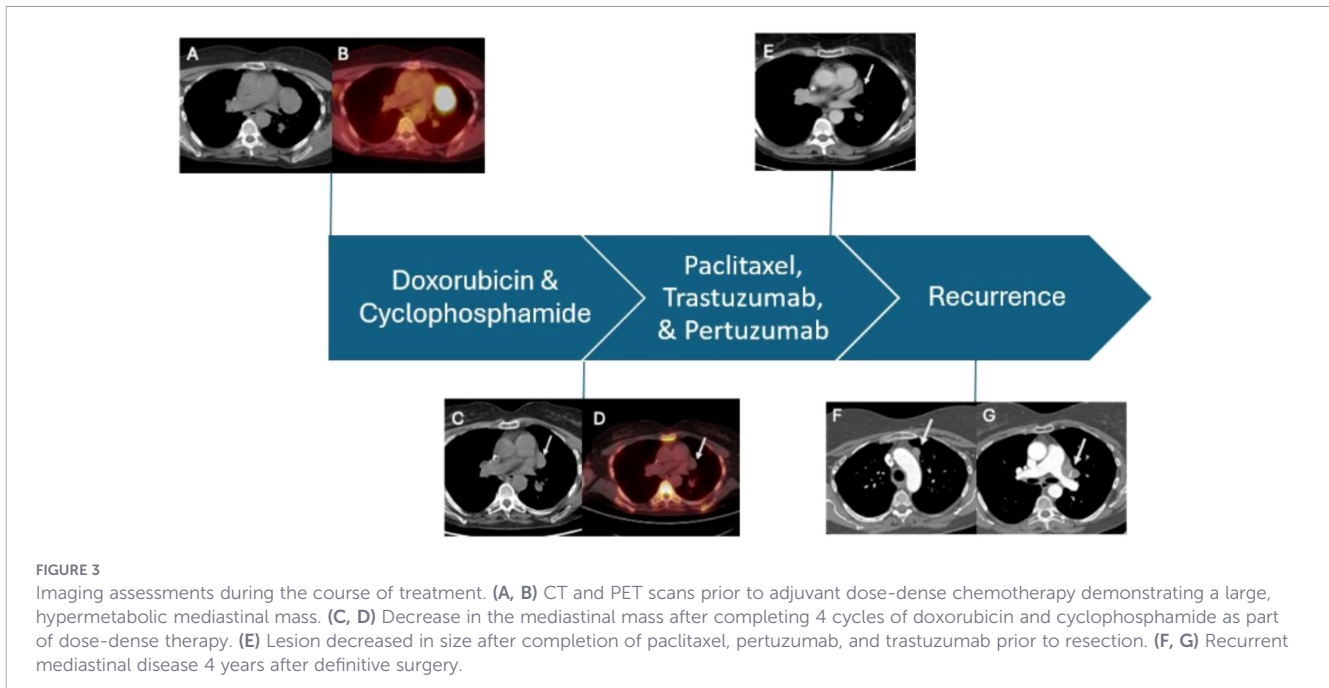 A
B
E
Doxorubicin &
Cyclophosphamide
Paclitaxel,
Trastuzumab,
& Pertuzumab
Recurrence
C
D
F
G
FIGURE 3
Imaging assessments during the course of treatment. (A, B) CT and PET scans prior to adjuvant dose-dense chemotherapy demonstrating a large,
hypermetabolic mediastinal mass. (C, D) Decrease in the mediastinal mass after completing 4 cycles of doxorubicin and cyclophosphamide as part
of dose-dense therapy. (E) Lesion decreased in size after completion of paclitaxel, pertuzumab, and trastuzumab prior to resection. (F, G) Recurrent
mediastinal disease 4 years after definitive surgery.